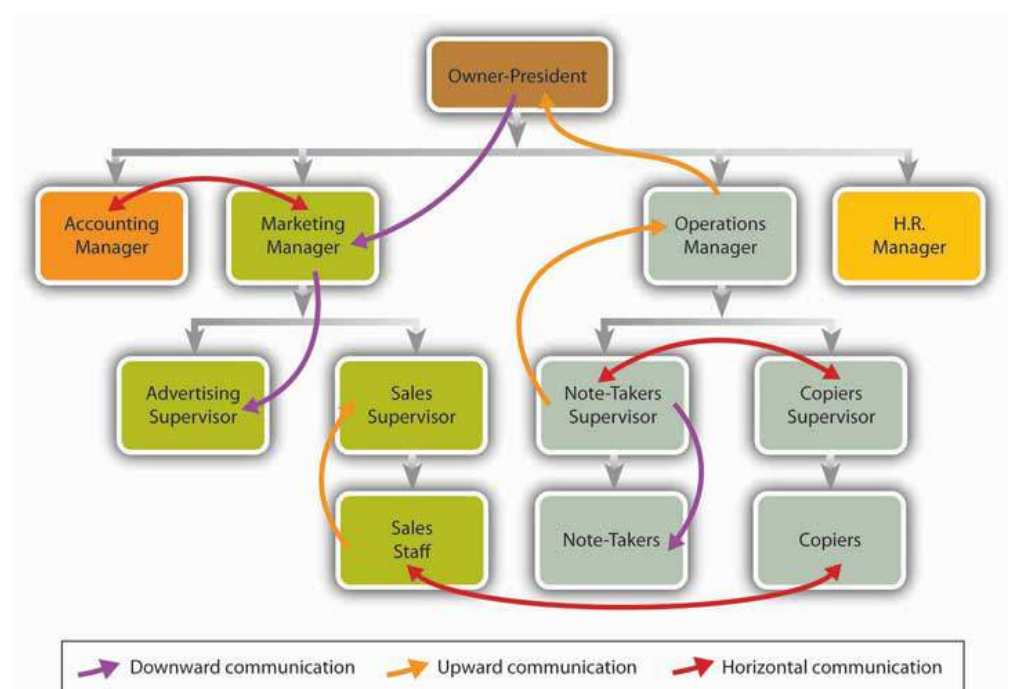 Owner-President
Accounting
Manager
Marketing
Manager
Operations
Manager
H.R.
Manager
Advertising
Supervisor
Sales
Supervisor
Note-Takers
Supervisor
Copiers
Supervisor
Sales
Staff
Note-Takers
Copiers
Downward communication
Upward communication
Horizontal communication